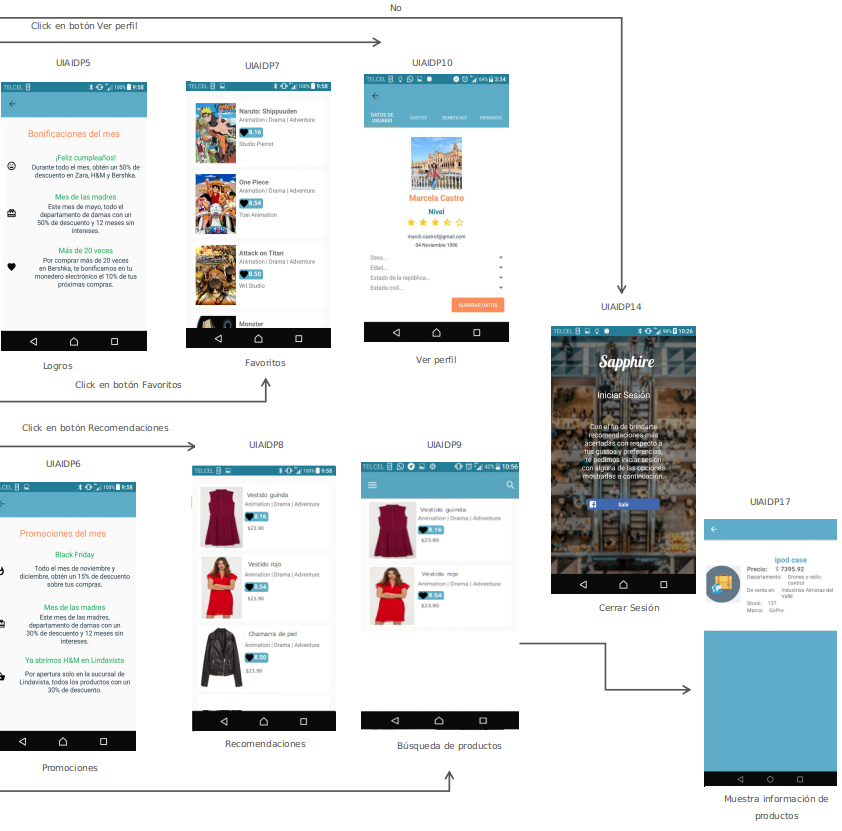 No
Click en botón Ver perfil
UIAIDP5
TELCEL
100% 9:58
Bonificaciones del mes
¡Feliz cumpleaños!
Durante todo el mes, obtén un 50% de
descuento en Zara, H&M y Bershka.
Mes de las madres
Este mes de mayo, todo el
departamento de damas con un
50% de descuento y 12 meses sin
intereses.
Más de 20 veces
Por comprar más de 20 veces
en Bershka, te bonificamos en tu
monedero electrónico el 10% de tus
próximas compras.
Logros
UIAIDP7
TELCEL
100% 9:58
Naruto: Shippuuden
Animation | Drama | Adventure
8.16
Studio Pierrot
One Piece
Animation | Drama | Adventure
8.54
Toei Animation
Attack on Titan
Animation | Drama | Adventure
8.50
Wit Studio
Monster
Favoritos
UIAIDP10
TELCEL
64% 3:34
DATOS DE
USUARIO
GUSTOS
BENEFICIOS
PERMISOS
Marcela Castro
Nivel
march.castrof@gmail.com
04 Noviembre 1996
Sexo...
Edad...
Estado de la república...
Estado civil...
GUARDAR DATOS
Ver perfil
Click en botón Favoritos
Click en botón Recomendaciones
UIAIDP6
TELCEL
100% 9:58
Promociones del mes
Black Friday
Todo el mes de noviembre y
diciembre, obtén un 15% de descuento
sobre tus compras.
Mes de las madres
Este mes de las madres,
departamento de damas con un
30% de descuento y 12 meses sin
intereses.
Ya abrimos H&M en Lindavista
Por apertura solo en la sucursal de
Lindavista, todos los productos con un
30% de descuento.
Promociones
UIAIDP8
TELCEL
100% 9:58
Vestido guinda
Animation | Drama | Adventure
8.16
$23.90
Vestido rojo
Animation | Drama | Adventure
8.54
$23.90
Chamarra de piel
Animation | Drama | Adventure
8.50
$23.90
Recomendaciones
UIAIDP9
TELCEL
42% 10:56
Vestido guinda
Animation | Drama | Adventure
8.16
$23.90
Vestido rojo
Animation | Drama | Adventure
8.54
$23.90
Búsqueda de productos
UIAIDP14
TELCEL
98% 10:26
Sapphire
Iniciar Sesión
Con el fin de brindarte
recomendaciones más
acertadas con respecto a
tus gustos y preferencias,
te pedimos iniciar sesión
con alguna de las opciones
mostradas a continuación.
Salir
Cerrar Sesión
UIAIDP17
ipod case
Precio: $ 7395.92
Departamento: Drones y radio
control
De venta en: Industrias Almaraz-del
Valle
Stock: 137
Marca: GoPro
Muestra información de
productos